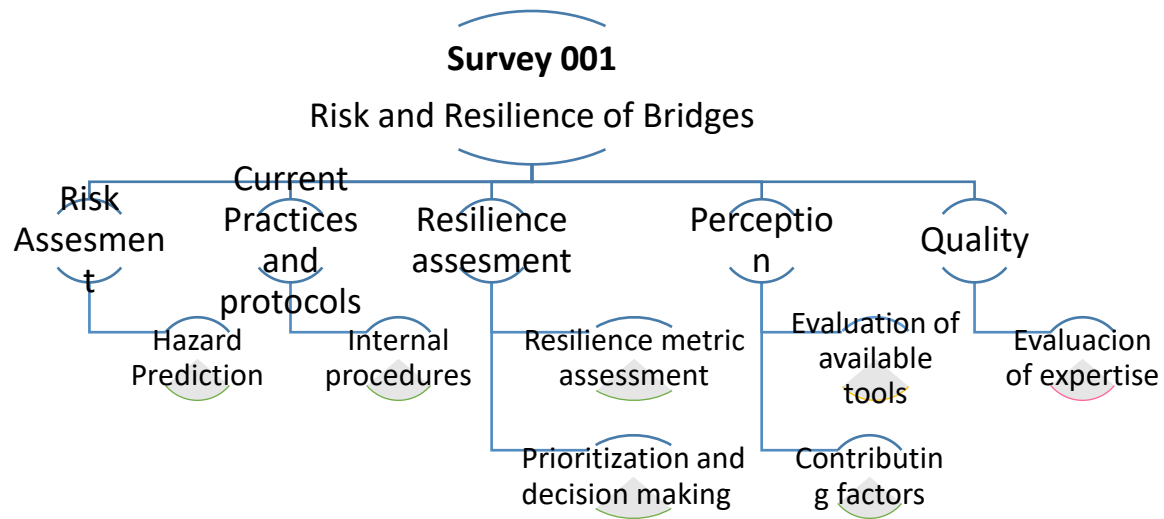 Survey 001
Risk and Resilience of Bridges
Risk
Assesmen
t
Current
Practices
and
protocols
Resilience
assesment
Perceptio
n
Quality
Hazard
Prediction
Internal
procedures
Resilience metric
assessment
Prioritization and
decision making
Evaluation of
available
tools
Contributin
g factors
Evaluacion
of expertise